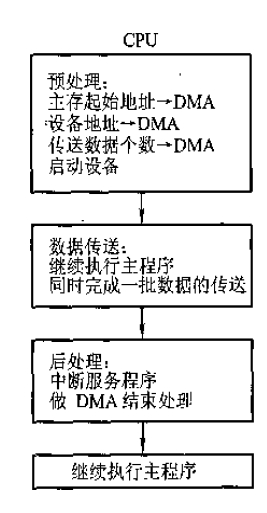 CPU
预处理：
主存起始地址→DMA
设备地址→DMA
传送数据个数→DMA
启动设备
数据传送：
继续执行主程序
同时完成一批数据的传送
后处理：
中断服务程序
做 DMA 结束处理
继续执行主程序